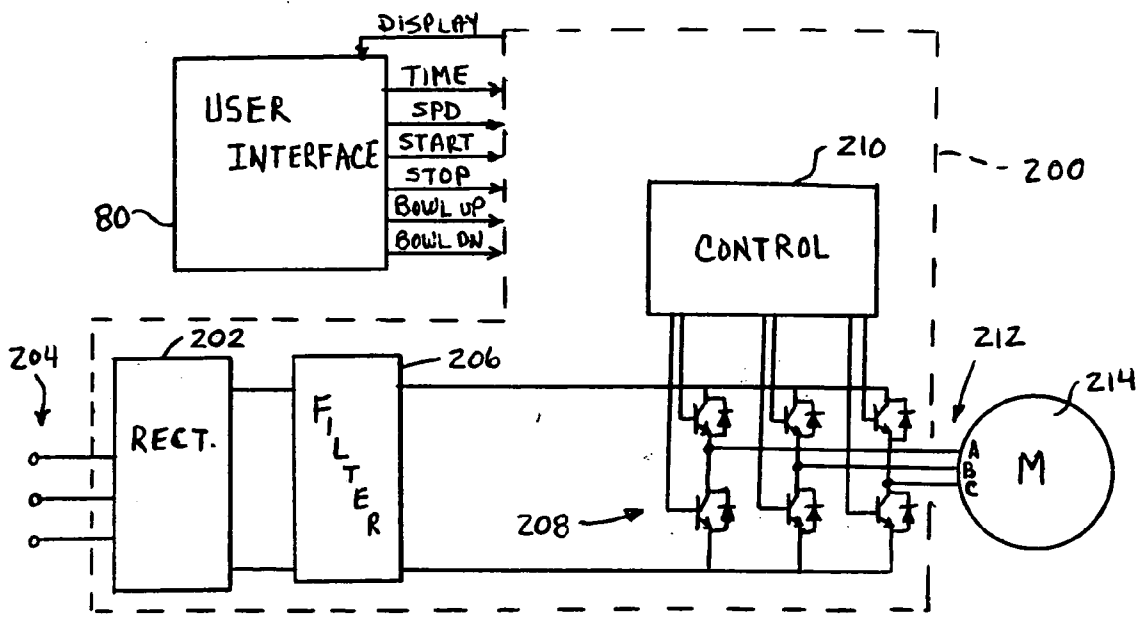 DISPLAY
USER
INTERFACE
TIME
SPD
START
STOP
BOWL UP
BOWL DN
80
210
CONTROL
200
204
202
RECT.
206
FILTER
208
212
214
A
B
C
M